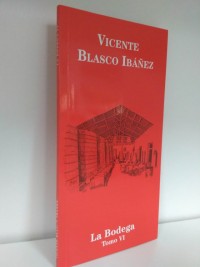 Vicente
Blasco Ibáñez
La Bodega
Tomo VI